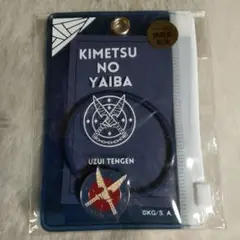 KIMETSU
NO
YAIBA
UZUI TENGEN
©KG/S, A